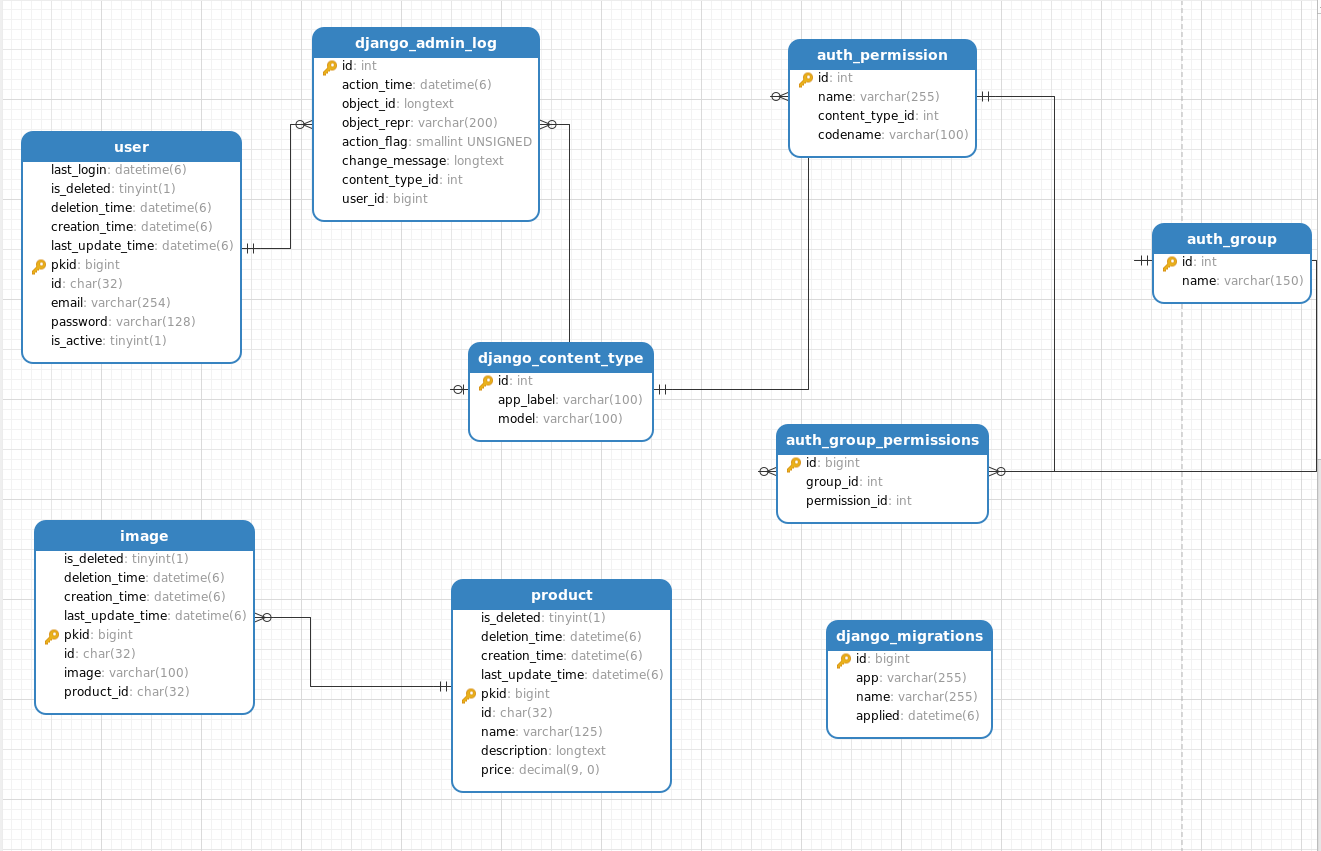 django_admin_log
id: int
action_time: datetime(6)
object_id: longtext
object_repr: varchar(200)
action_flag: smallint UNSIGNED
change_message: longtext
content_type_id: int
user_id: bigint
auth_permission
id: int
name: varchar(255)
content_type_id: int
codename: varchar(100)
user
last_login: datetime(6)
is_deleted: tinyint(1)
deletion_time: datetime(6)
creation_time: datetime(6)
last_update_time: datetime(6)
pkid: bigint
id: char(32)
email: varchar(254)
password: varchar(128)
is_active: tinyint(1)
auth_group
id: int
name: varchar(150)
django_content_type
id: int
app_label: varchar(100)
model: varchar(100)
auth_group_permissions
id: bigint
group_id: int
permission_id: int
image
is_deleted: tinyint(1)
deletion_time: datetime(6)
creation_time: datetime(6)
last_update_time: datetime(6)
pkid: bigint
id: char(32)
image: varchar(100)
product_id: char(32)
product
is_deleted: tinyint(1)
deletion_time: datetime(6)
creation_time: datetime(6)
last_update_time: datetime(6)
pkid: bigint
id: char(32)
name: varchar(125)
description: longtext
price: decimal(9, 0)
django_migrations
id: bigint
app: varchar(255)
name: varchar(255)
applied: datetime(6)